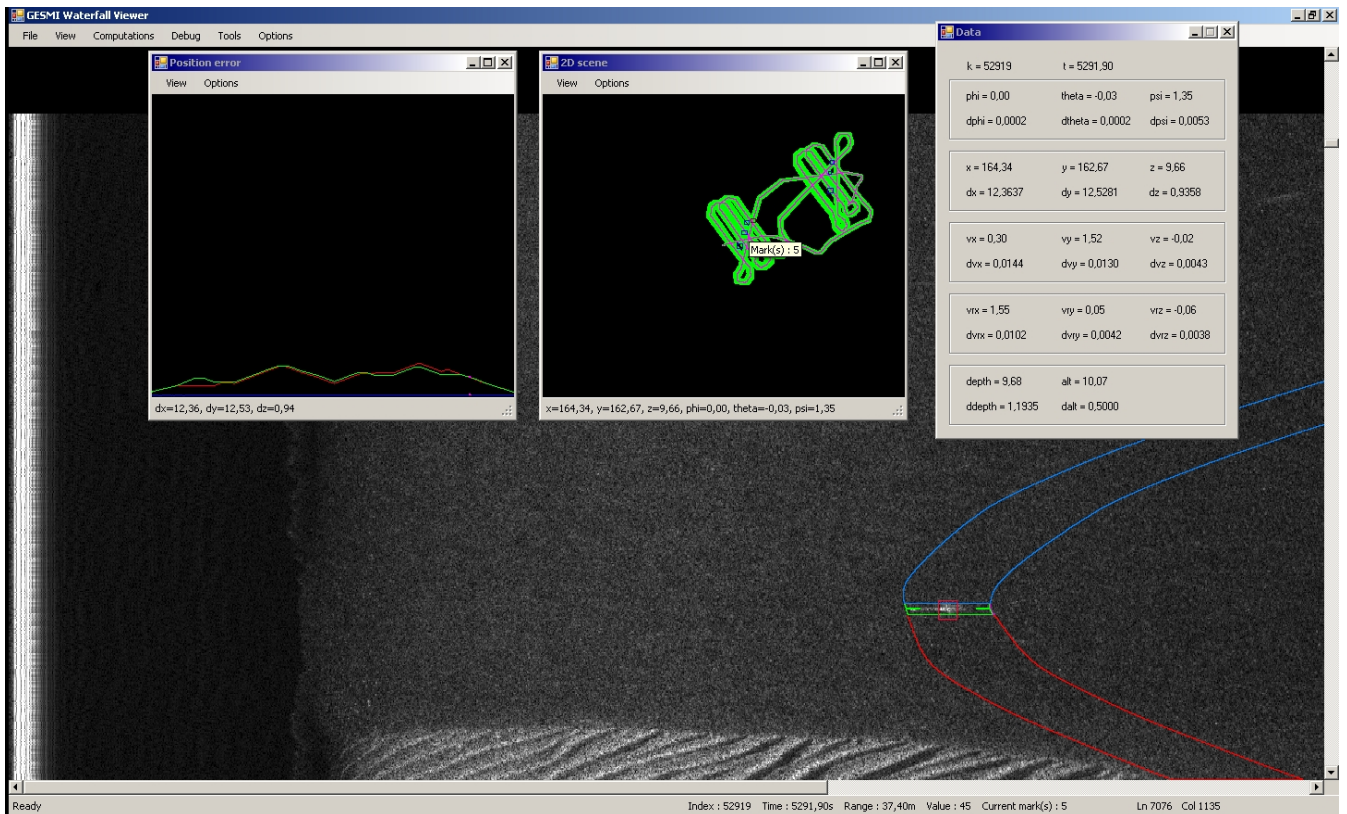 GESMI Waterfall Viewer
File View Computations Debug Tools Options
Position error
View Options
dx=12,36, dy=12,53, dz=0,94
2D scene
View Options
Mark(s) : 5
x=164,34, y=162,67, z=9,66, phi=0,00, theta=-0,03, psi=1,35
Data
k = 52919 t = 5291,90
phi = 0,00 theta = -0,03 psi = 1,35
dphi = 0,0002 dtheta = 0,0002 dpsi = 0,0053
x = 164,34 y = 162,67 z = 9,66
dx = 12,3637 dy = 12,5281 dz = 0,9358
vx = 0,30 vy = 1,52 vz = -0,02
dvx = 0,0144 dvy = 0,0130 dvz = 0,0043
vrx = 1,55 vry = 0,05 vrz = -0,06
dvrx = 0,0102 dvry = 0,0042 dvrz = 0,0038
depth = 9,68 alt = 10,07
ddepth = 1,1935 dalt = 0,5000
Ready Index : 52919 Time : 5291,90s Range : 37,40m Value : 45 Current mark(s) : 5 Ln 7076 Col 1135